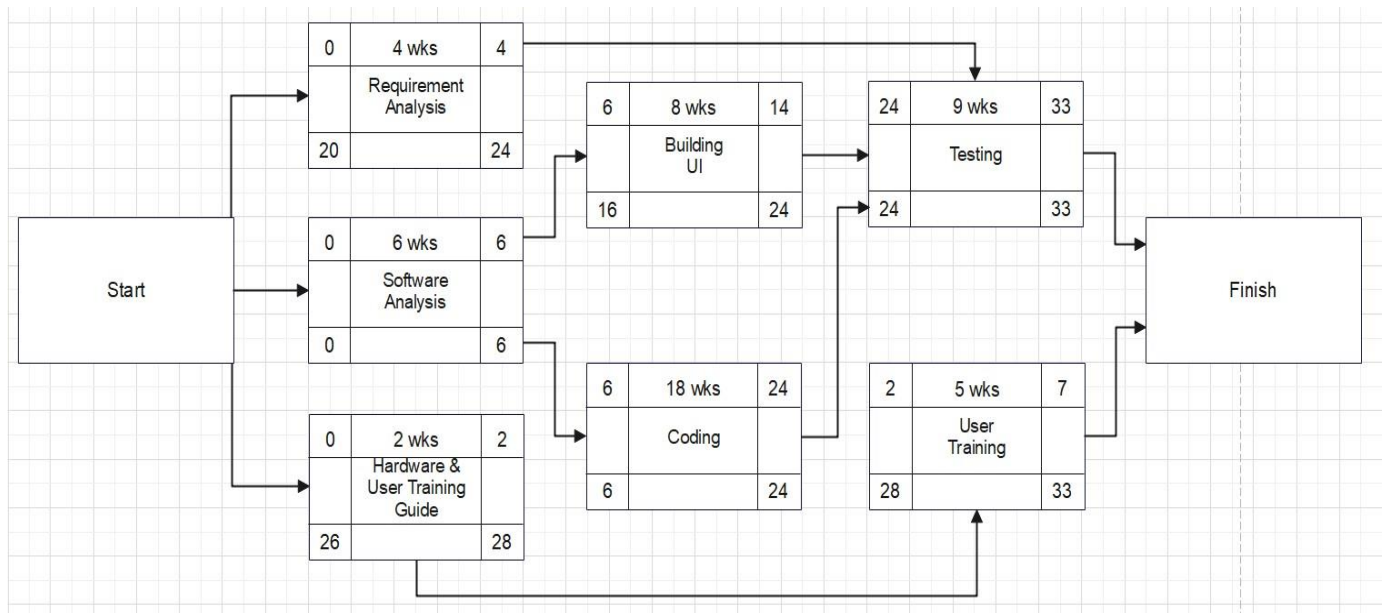 Start
0 4 wks 4
Requirement
Analysis
20 24
0 6 wks 6
Software
Analysis
0 6
0 2 wks 2
Hardware &
User Training
Guide
26 28
6 8 wks 14
Building
UI
16 24
6 18 wks 24
Coding
6 24
24 9 wks 33
Testing
24 33
2 5 wks 7
User
Training
28 33
Finish